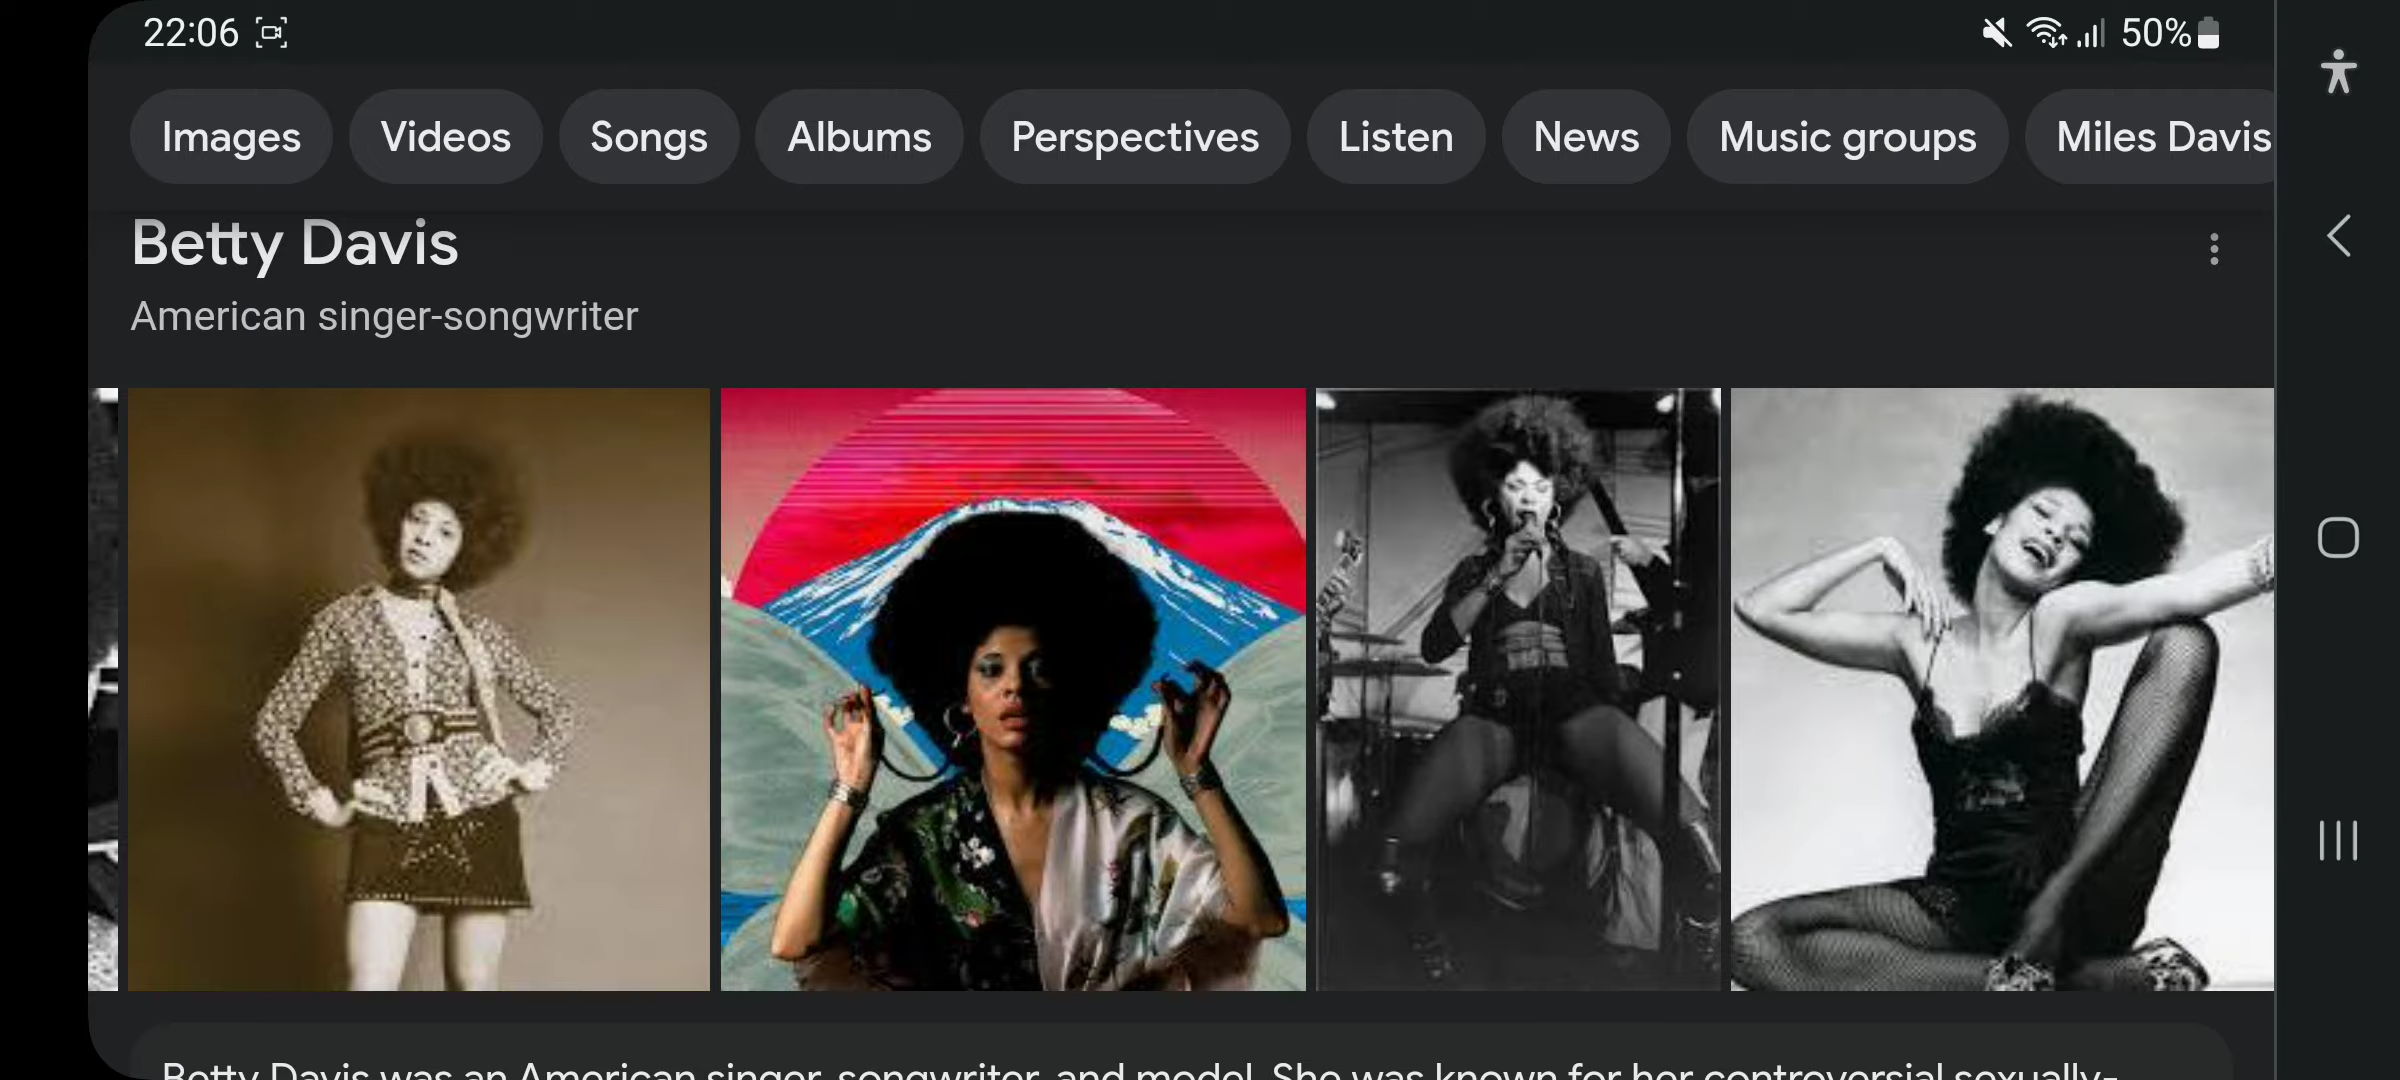 22:06 50%
Images Videos Songs Albums Perspectives Listen News Music groups Miles Davis
Betty Davis
American singer-songwriter
Betty Davis was an American singer, songwriter, and model. She was known for her controversial sexually-